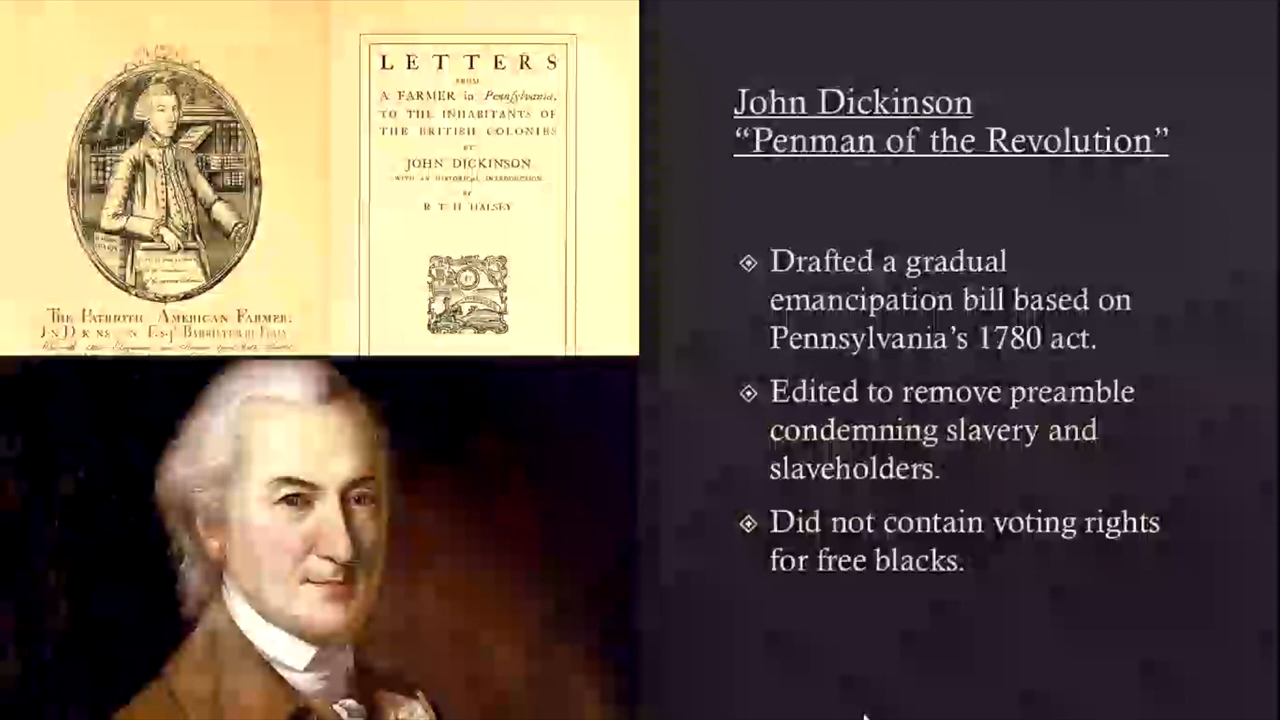 LETTERS
FROM
A FARMER in Pennsylvania,
TO THE INHABITANTS OF
THE BRITISH COLONIES
BY
JOHN DICKINSON
WITH AN HISTORICAL INTRODUCTION
BY
R T H HALSEY
THE PATRIOTIC AMERICAN FARMER.
BARRISTER
John Dickinson
“Penman of the Revolution”
Drafted a gradual
emancipation bill based on
Pennsylvania’s 1780 act.
Edited to remove preamble
condemning slavery and
slaveholders.
Did not contain voting rights
for free blacks.